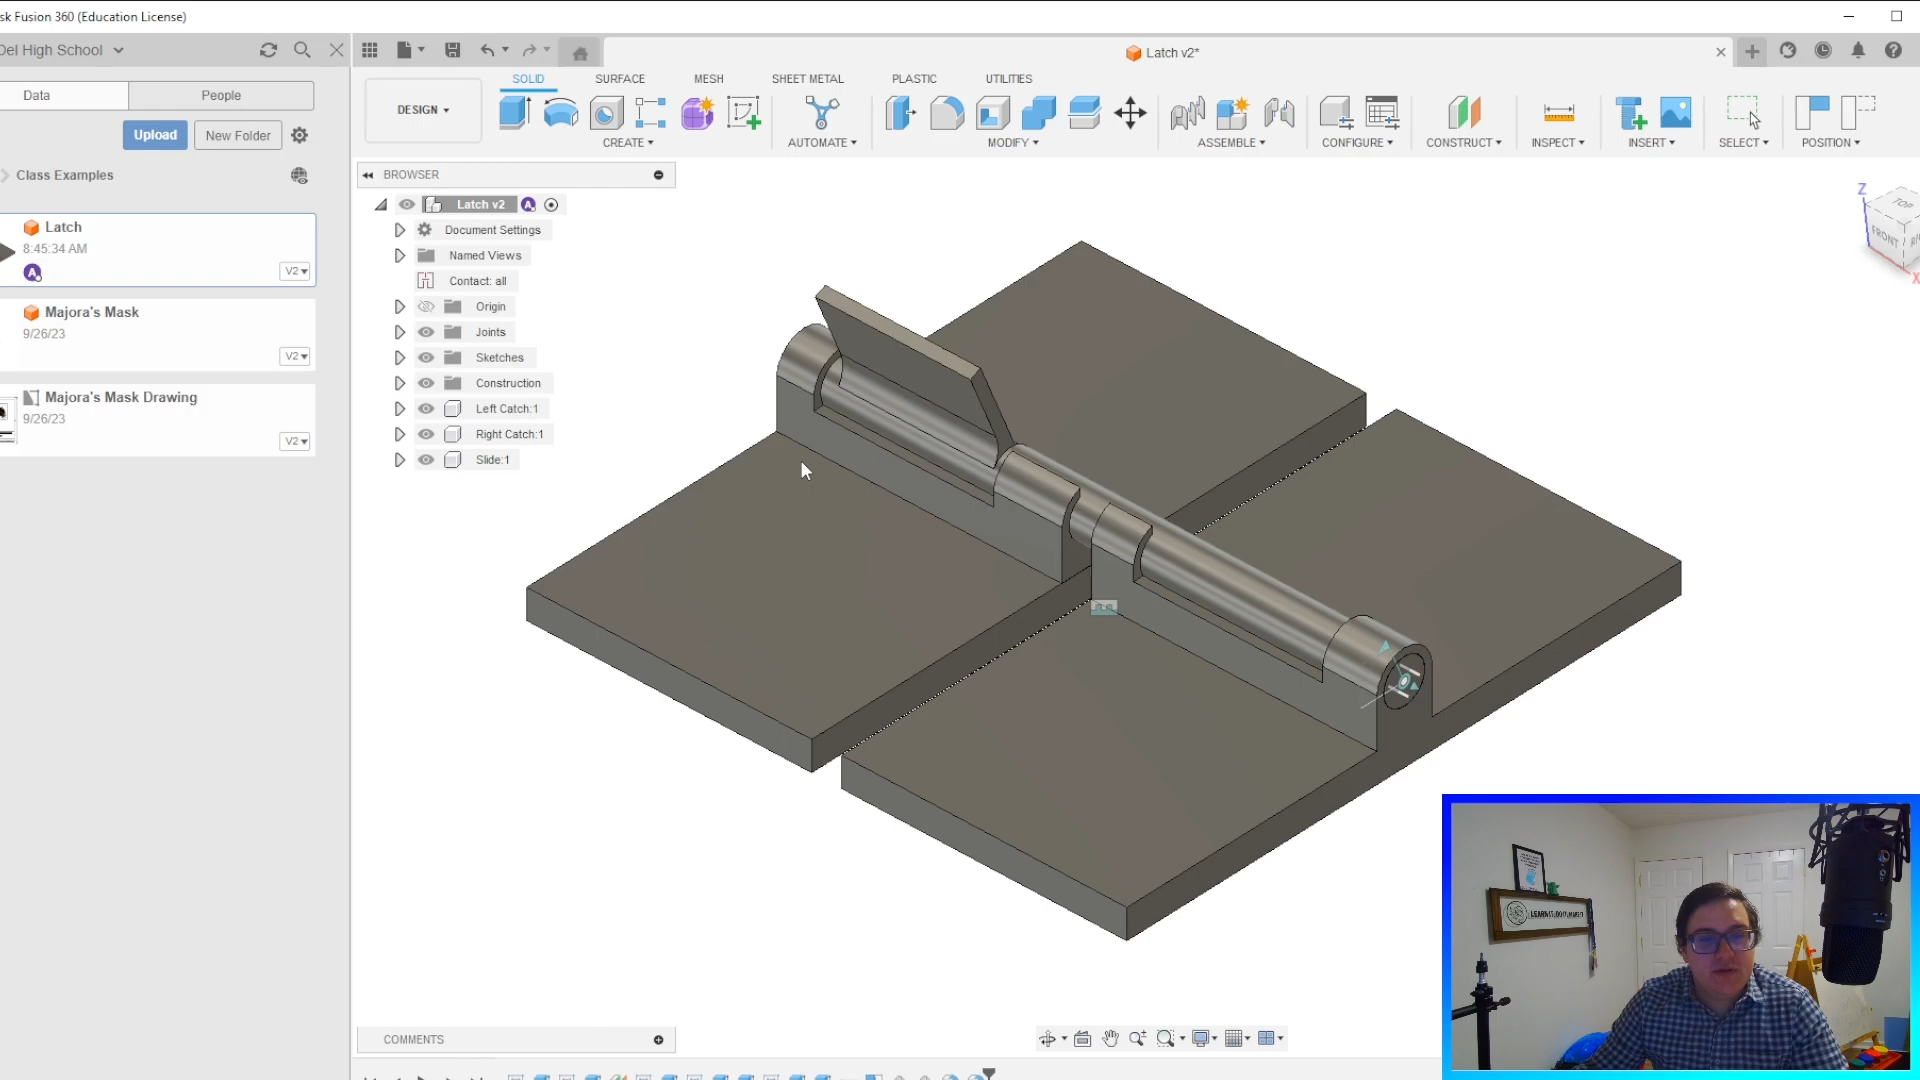 sk Fusion 360 (Education License)
Del High School
Latch v2*
Data
People
Upload
New Folder
Class Examples
Latch
8:45:34 AM
A
V2
Majora's Mask
9/26/23
V2
Majora's Mask Drawing
9/26/23
V2
SOLID
SURFACE
MESH
SHEET METAL
PLASTIC
UTILITIES
DESIGN
CREATE
AUTOMATE
MODIFY
ASSEMBLE
CONFIGURE
CONSTRUCT
INSPECT
INSERT
SELECT
POSITION
BROWSER
Latch v2
A
Document Settings
Named Views
Contact: all
Origin
Joints
Sketches
Construction
Left Catch:1
Right Catch:1
Slide:1
Z
TOP
FRONT
X
COMMENTS